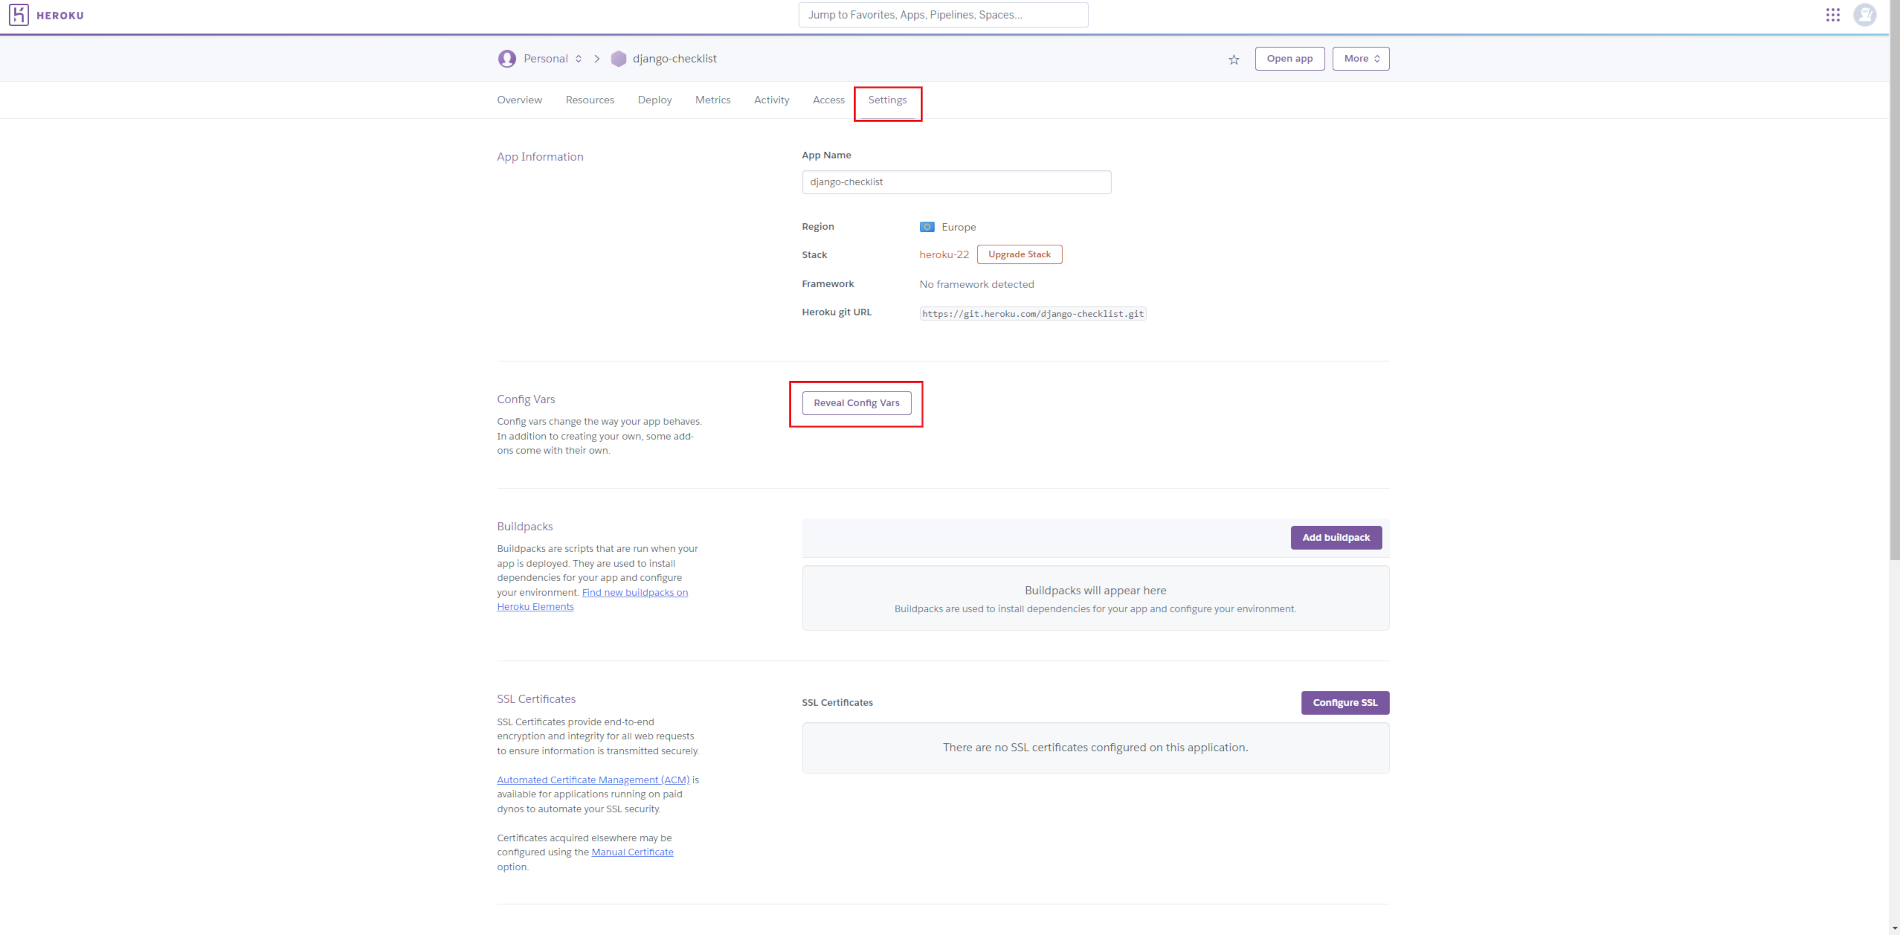 HEROKU
Jump to Favorites, Apps, Pipelines, Spaces...
Personal
django-checklist
Open app
More
Overview
Resources
Deploy
Metrics
Activity
Access
Settings
App Information
App Name
django-checklist
Region
Europe
Stack
heroku-22
Upgrade Stack
Framework
No framework detected
Heroku git URL
https://git.heroku.com/django-checklist.git
Config Vars
Config vars change the way your app behaves.
In addition to creating your own, some add-
ons come with their own.
Reveal Config Vars
Buildpacks
Buildpacks are scripts that are run when your
app is deployed. They are used to install
dependencies for your app and configure
your environment. Find new buildpacks on
Heroku Elements
Add buildpack
Buildpacks will appear here
Buildpacks are used to install dependencies for your app and configure your environment.
SSL Certificates
SSL Certificates provide end-to-end
encryption and integrity for all web requests
to ensure information is transmitted securely.
Automated Certificate Management (ACM) is
available for applications running on paid
dynos to automate your SSL security.
Certificates acquired elsewhere may be
configured using the Manual Certificate
option.
SSL Certificates
Configure SSL
There are no SSL certificates configured on this application.